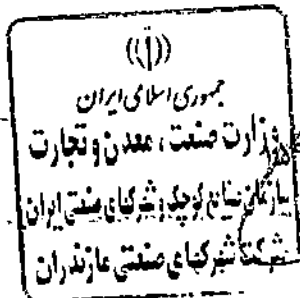 جمهوری اسلامی ایران
وزارت صنعت، معدن و تجارت
سازمان صنایع کوچک و شهرکهای صنعتی ایران
شرکت شهرکهای صنعتی مازندران